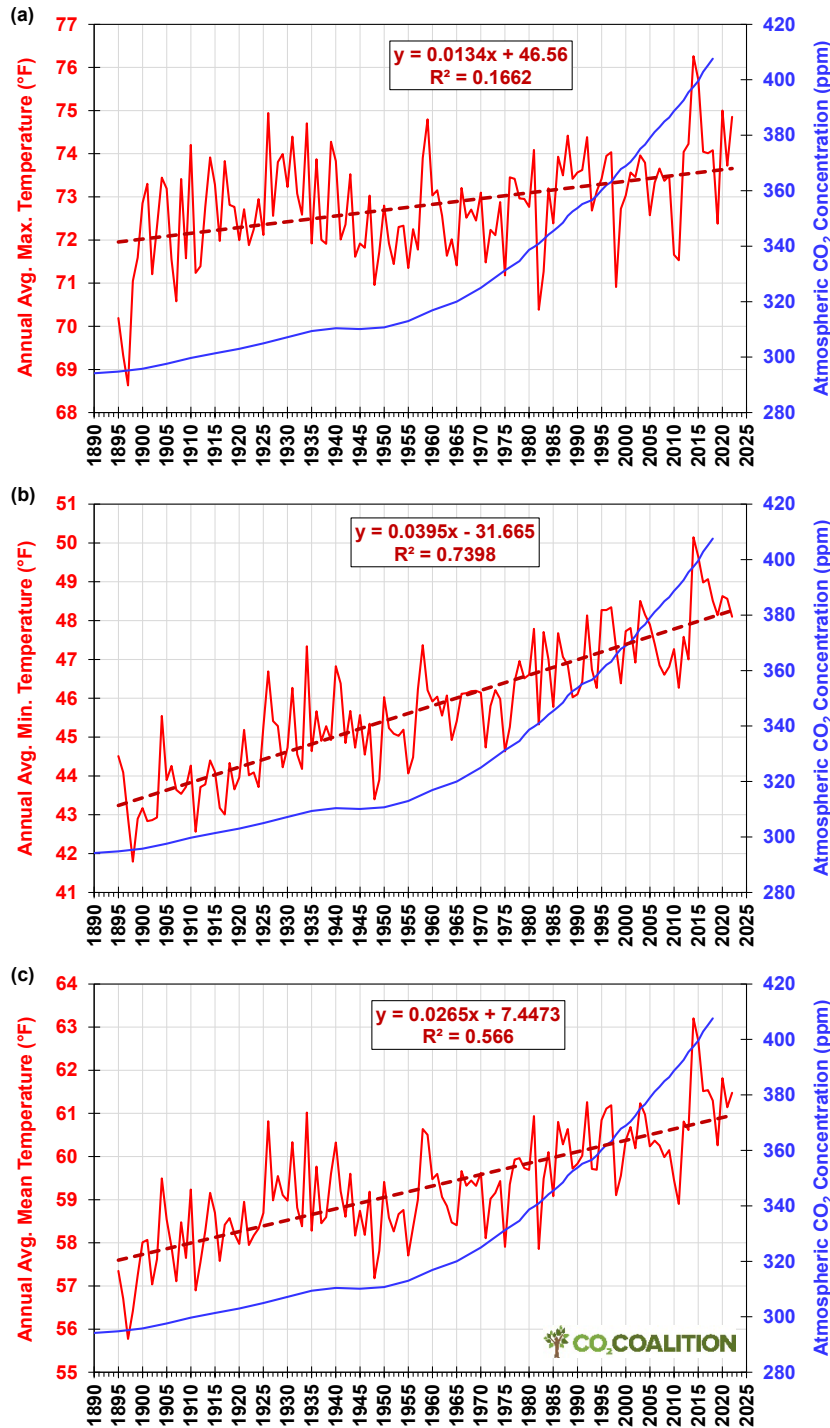 (a)
Annual Avg. Max. Temperature (°F)
77
76
75
74
73
72
71
70
69
68
y = 0.0134x + 46.56
R² = 0.1662
420
400
380
360
340
320
300
280
Atmospheric CO₂ Concentration (ppm)
1890 1895 1900 1905 1910 1915 1920 1925 1930 1935 1940 1945 1950 1955 1960 1965 1970 1975 1980 1985 1990 1995 2000 2005 2010 2015 2020 2025
(b)
Annual Avg. Min. Temperature (°F)
51
50
49
48
47
46
45
44
43
42
41
y = 0.0395x - 31.665
R² = 0.7398
420
400
380
360
340
320
300
280
Atmospheric CO₂ Concentration (ppm)
1890 1895 1900 1905 1910 1915 1920 1925 1930 1935 1940 1945 1950 1955 1960 1965 1970 1975 1980 1985 1990 1995 2000 2005 2010 2015 2020 2025
(c)
Annual Avg. Mean Temperature (°F)
64
63
62
61
60
59
58
57
56
55
y = 0.0265x + 7.4473
R² = 0.566
420
400
380
360
340
320
300
280
Atmospheric CO₂ Concentration (ppm)
CO₂COALITION
1890 1895 1900 1905 1910 1915 1920 1925 1930 1935 1940 1945 1950 1955 1960 1965 1970 1975 1980 1985 1990 1995 2000 2005 2010 2015 2020 2025